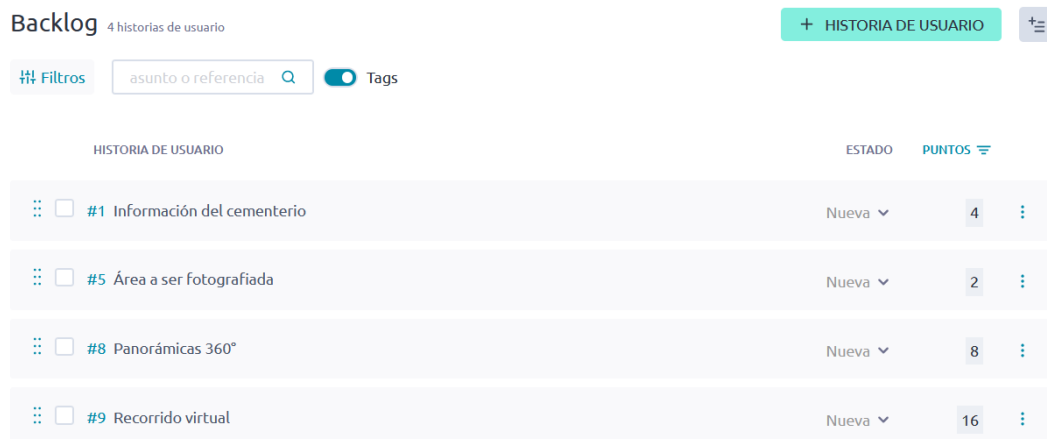 Backlog 4 historias de usuario
+ HISTORIA DE USUARIO
Filtros asunto o referencia Tags
HISTORIA DE USUARIO ESTADO PUNTOS
#1 Información del cementerio Nueva 4
#5 Área a ser fotografiada Nueva 2
#8 Panorámicas 360° Nueva 8
#9 Recorrido virtual Nueva 16